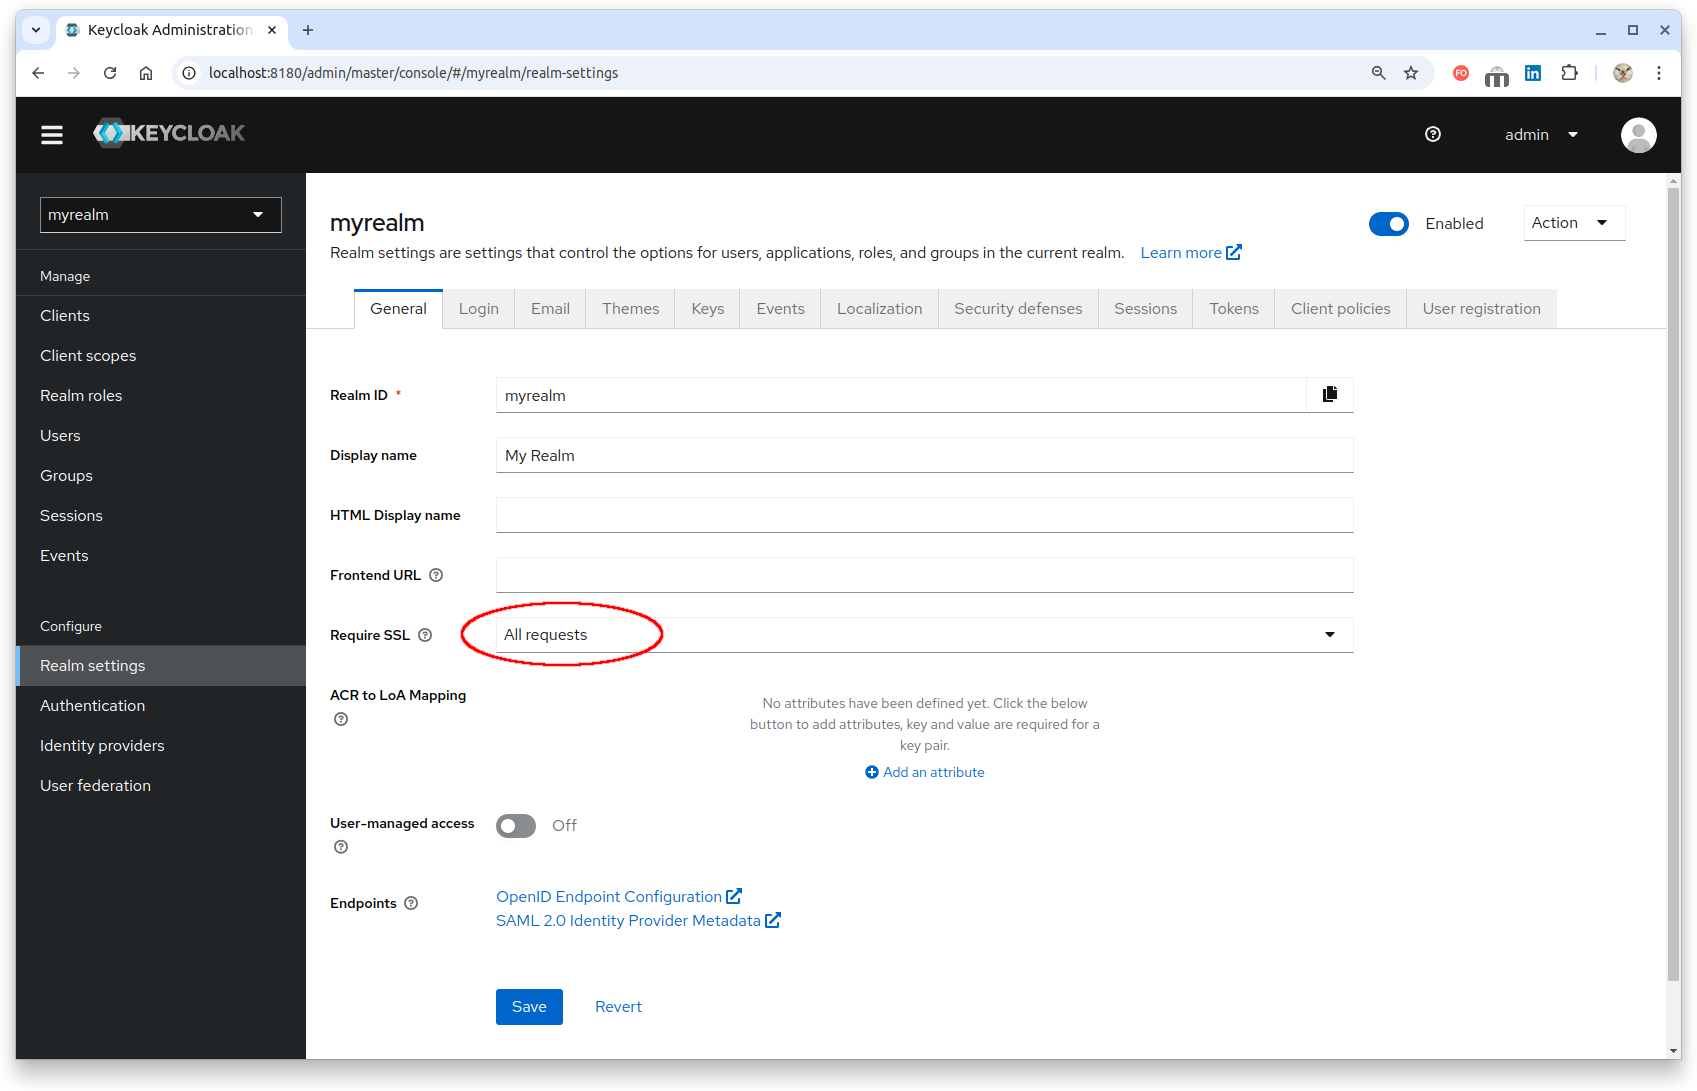 Keycloak Administration
localhost:8180/admin/master/console/#/myrealm/realm-settings
FO
in
KEYCLOAK
admin
myrealm
Manage
Clients
Client scopes
Realm roles
Users
Groups
Sessions
Events
Configure
Realm settings
Authentication
Identity providers
User federation
myrealm
Enabled
Action
Realm settings are settings that control the options for users, applications, roles, and groups in the current realm. Learn more
General Login Email Themes Keys Events Localization Security defenses Sessions Tokens Client policies User registration
Realm ID * myrealm
Display name My Realm
HTML Display name
Frontend URL
Require SSL All requests
ACR to LoA Mapping
No attributes have been defined yet. Click the below
button to add attributes, key and value are required for a
key pair.
Add an attribute
User-managed access Off
Endpoints OpenID Endpoint Configuration
SAML 2.0 Identity Provider Metadata
Save Revert